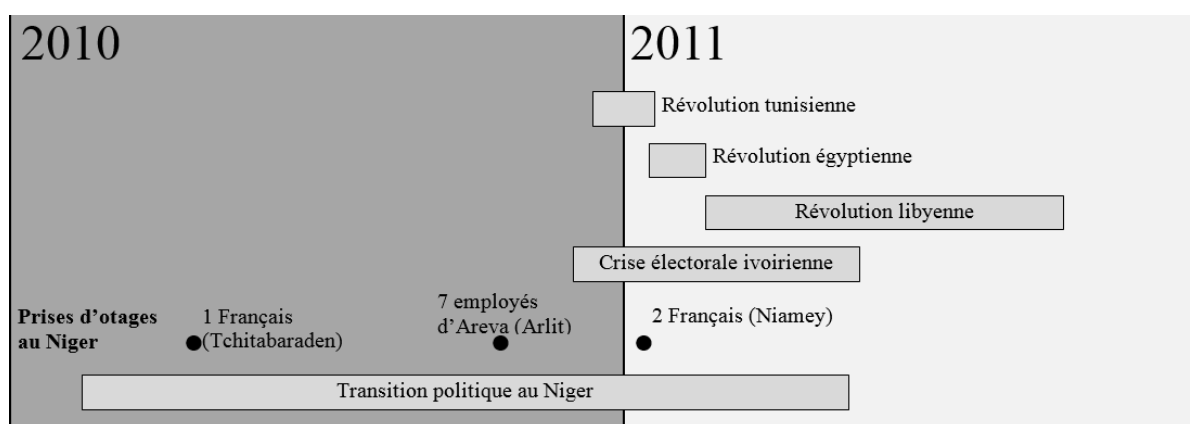 2010
2011
Révolution tunisienne
Révolution égyptienne
Révolution libyenne
Crise électorale ivoirienne
Prises d’otages
au Niger
1 Français
(Tchitabaraden)
7 employés
d’Areva (Arlit)
2 Français (Niamey)
Transition politique au Niger